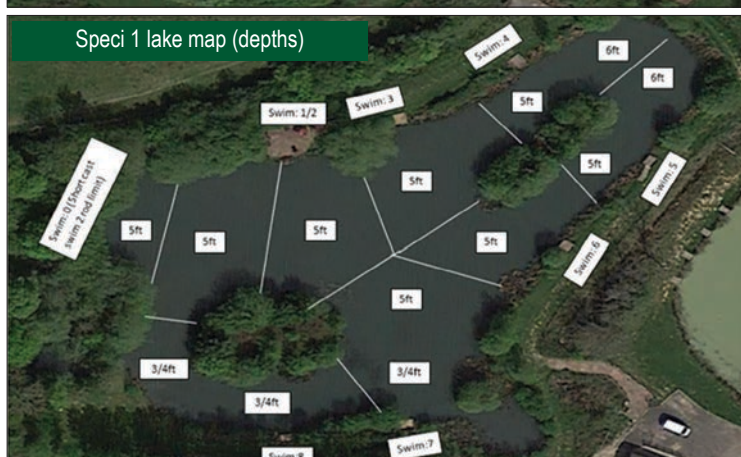 Speci 1 lake map (depths)
Swim: 4
6ft
6ft
Swim: 1/2
Swim: 3
5ft
Swim: 0 (Short cast
swim 2 rod limit)
5ft
5ft
Swim: 5
5ft
5ft
5ft
5ft
Swim: 6
5ft
3/4ft
3/4ft
3/4ft
Swim:7
Swim:8